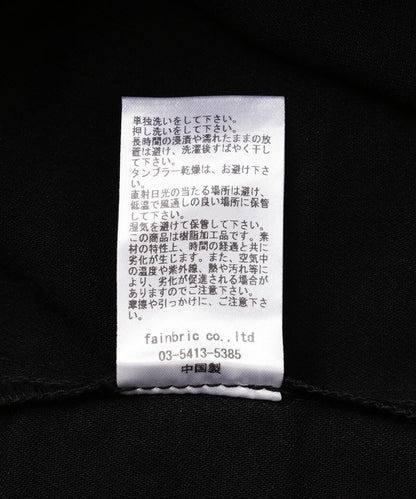 単独洗いをして下さい。
押し洗いをして下さい。
長時間の浸漬や濡れたままの放
置は避け、洗濯後すばやく干し
て下さい。
タンブラー乾燥は、お避け下さ
い。
直射日光の当たる場所は避け、
低温で風通しの良い場所に保管
して下さい。
湿気を避けて保管して下さい。
この商品は樹脂加工品です。素
材の特性上、時間の経過と共に
劣化が生じます。また、空気中
の温度や紫外線、熱や汚れ等に
より、劣化が促進される場合が
ありますのでご注意下さい。
摩擦や引っかけに、ご注意下さ
い。
fainbric co.,ltd
03-5413-5385
中国製